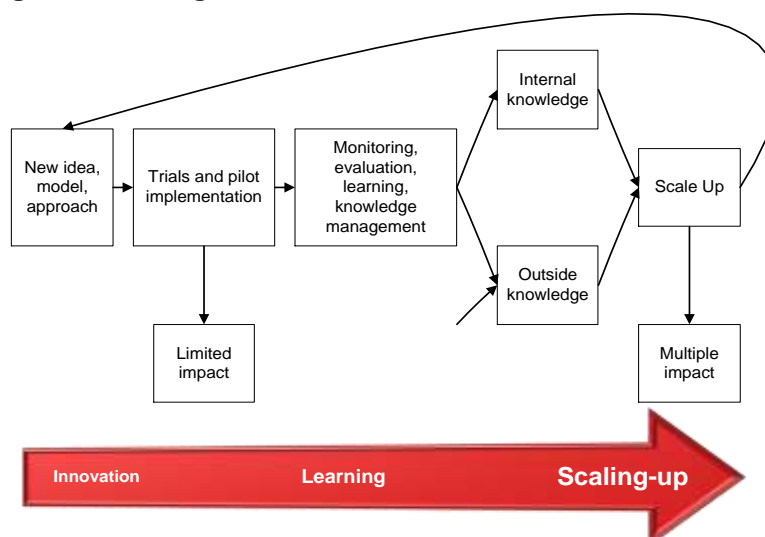 New idea,
model,
approach
Trials and pilot
implementation
Monitoring,
evaluation,
learning,
knowledge
management
Internal
knowledge
Outside
knowledge
Scale Up
Limited
impact
Multiple
impact
Innovation
Learning
Scaling-up